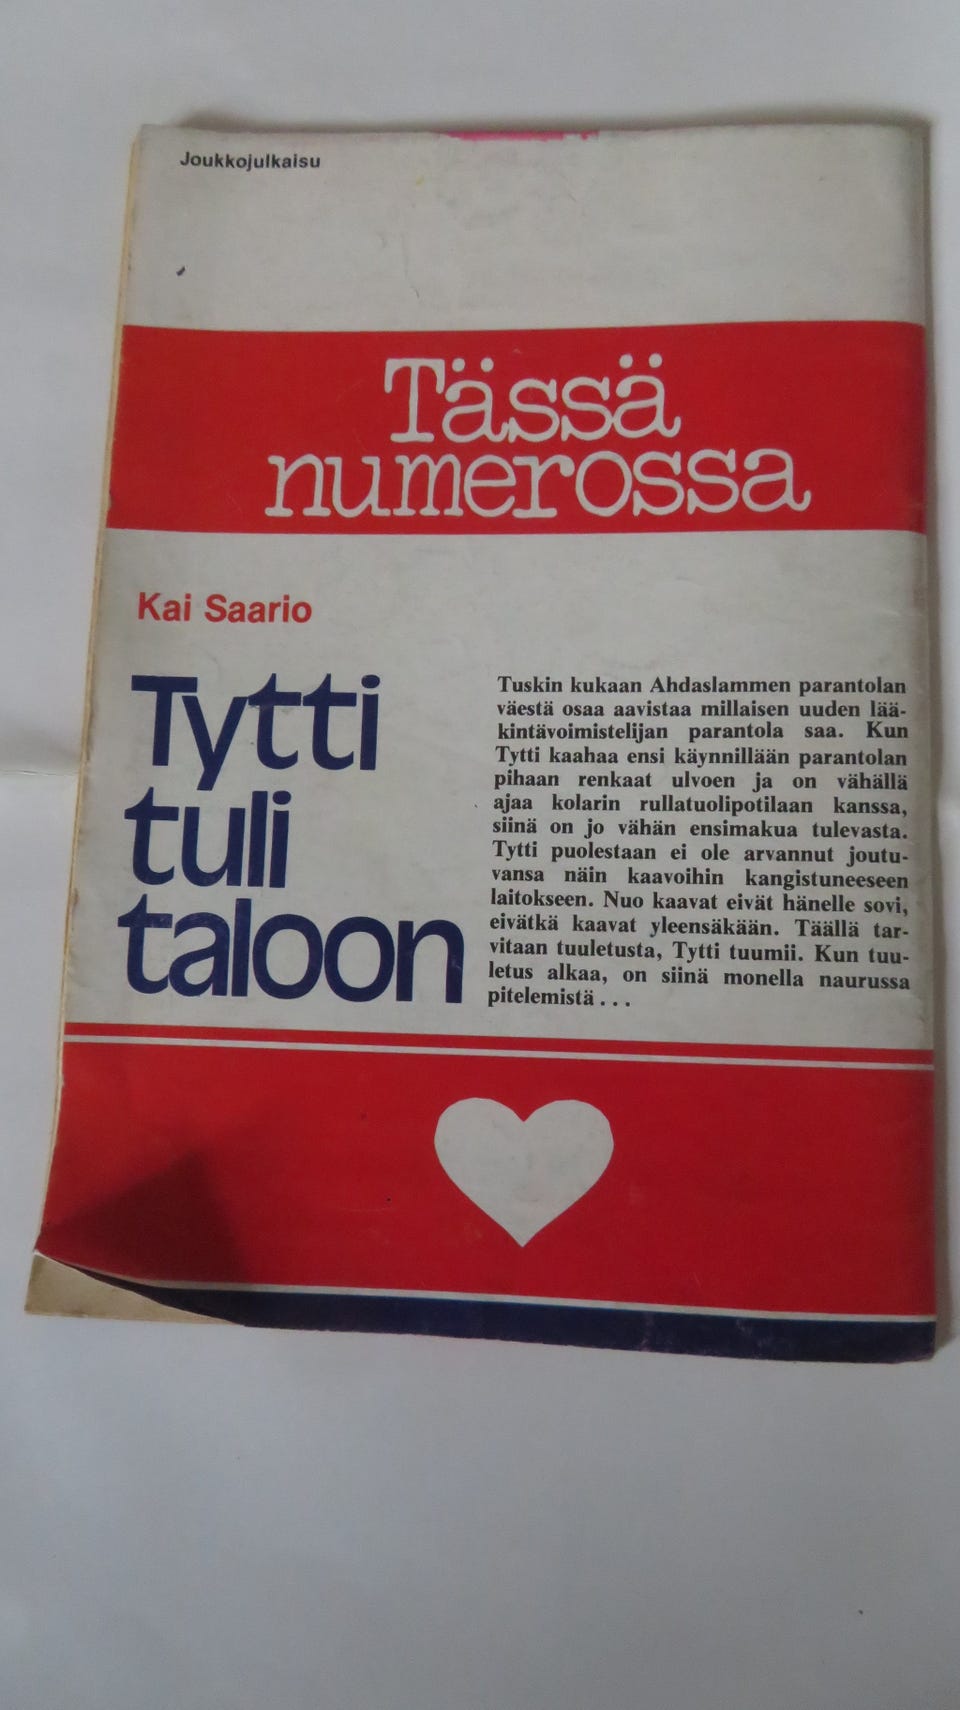 Joukkojulkaisu
Tässä
numerossa
Kai Saario
Tytti
tuli
taloon
Tuskin kukaan Ahdaslammen parantolan
väestä osaa aavistaa millaisen uuden lää-
kintävoimistelijan parantola saa. Kun
Tytti kaahaa ensi käynnillään parantolan
pihaan renkaat ulvoen ja on vähällä
ajaa kolarin rullatuolipotilaan kanssa,
siinä on jo vähän ensimakua tulevasta.
Tytti puolestaan ei ole arvannut joutu-
vansa näin kaavoihin kangistuneeseen
laitokseen. Nuo kaavat eivät hänelle sovi,
eivätkä kaavat yleensäkään. Täällä tar-
vitaan tuuletusta, Tytti tuumii. Kun tuu-
letus alkaa, on siinä monella naurussa
pitelemistä . . .